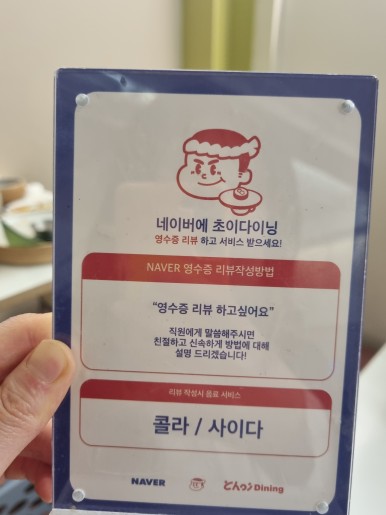 네이버에 초이다이닝
영수증 리뷰 하고 서비스 받으세요!
NAVER 영수증 리뷰작성방법
"영수증 리뷰 하고싶어요"
직원에게 말씀해주시면
친절하고 신속하게 방법에 대해
설명 드리겠습니다!
리뷰 작성시 음료 서비스
콜라 / 사이다
NAVER
とんかつ Dining